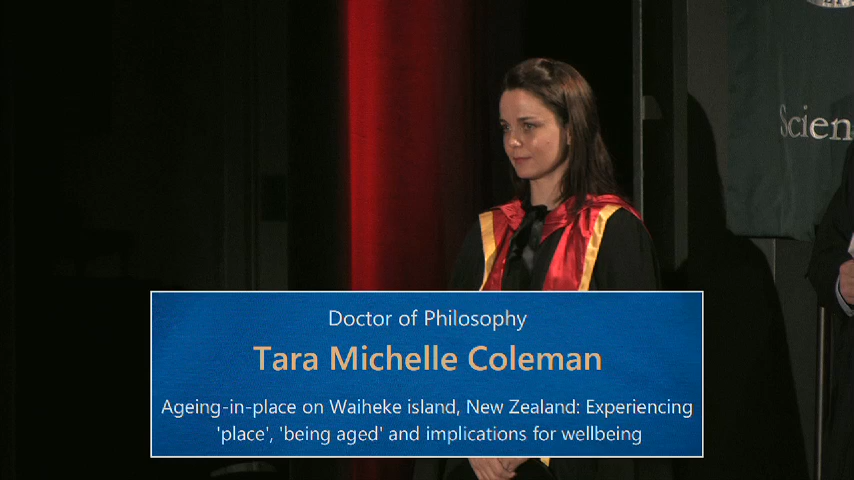 Scien
Doctor of Philosophy
Tara Michelle Coleman
Ageing-in-place on Waiheke island, New Zealand: Experiencing
'place', 'being aged' and implications for wellbeing